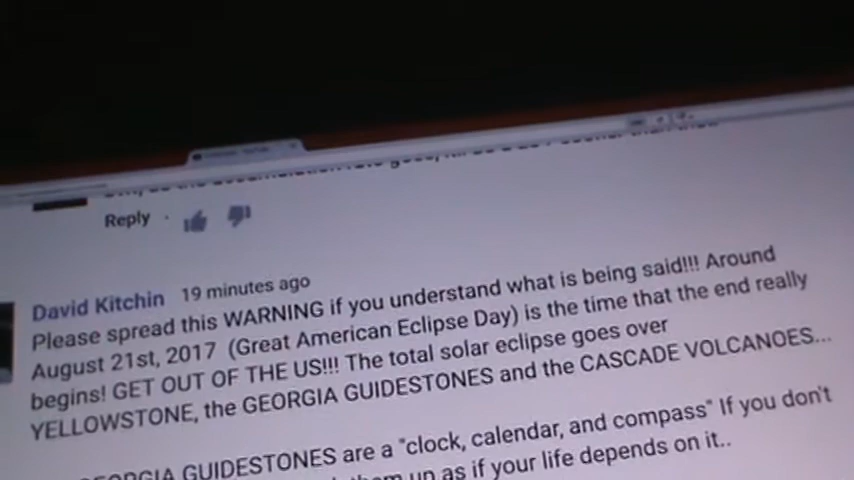 Reply
David Kitchin 19 minutes ago
Please spread this WARNING if you understand what is being said!!! Around
August 21st, 2017 (Great American Eclipse Day) is the time that the end really
begins! GET OUT OF THE US!!! The total solar eclipse goes over
YELLOWSTONE, the GEORGIA GUIDESTONES and the CASCADE VOLCANOES...
GEORGIA GUIDESTONES are a "clock, calendar, and compass" If you don't
them up as if your life depends on it..